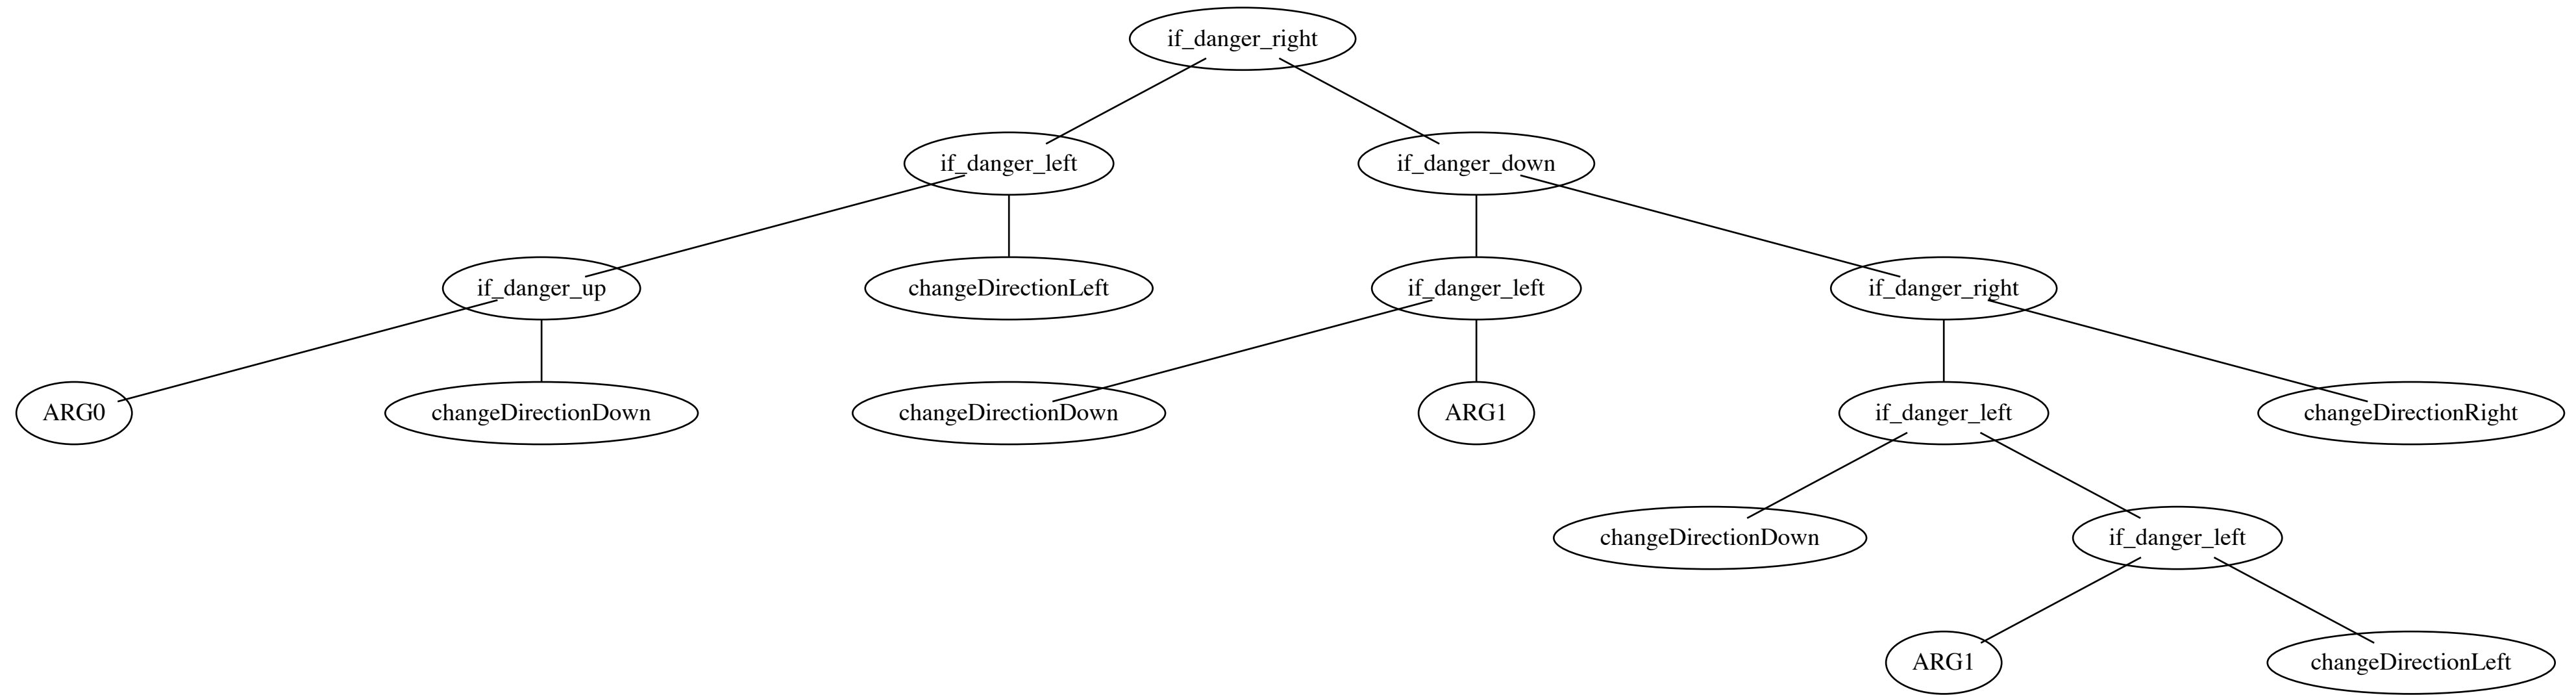 if_danger_right
if_danger_left
if_danger_down
if_danger_up
changeDirectionLeft
if_danger_left
if_danger_right
ARG0
changeDirectionDown
changeDirectionDown
ARG1
if_danger_left
changeDirectionRight
changeDirectionDown
if_danger_left
ARG1
changeDirectionLeft